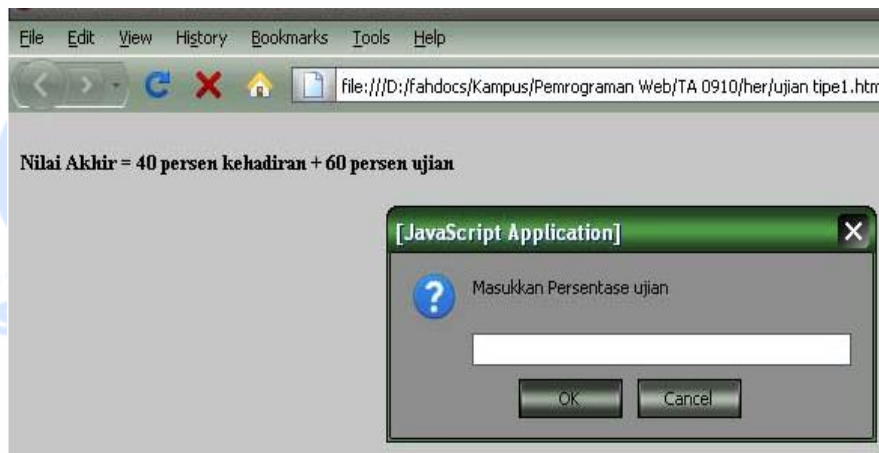 File Edit View History Bookmarks Tools Help
file:///D:/fahdocs/Kampus/Pemrograman Web/TA 0910/her/ujian tipe1.htm
Nilai Akhir = 40 persen kehadiran + 60 persen ujian
[JavaScript Application]
Masukkan Persentase ujian
OK Cancel